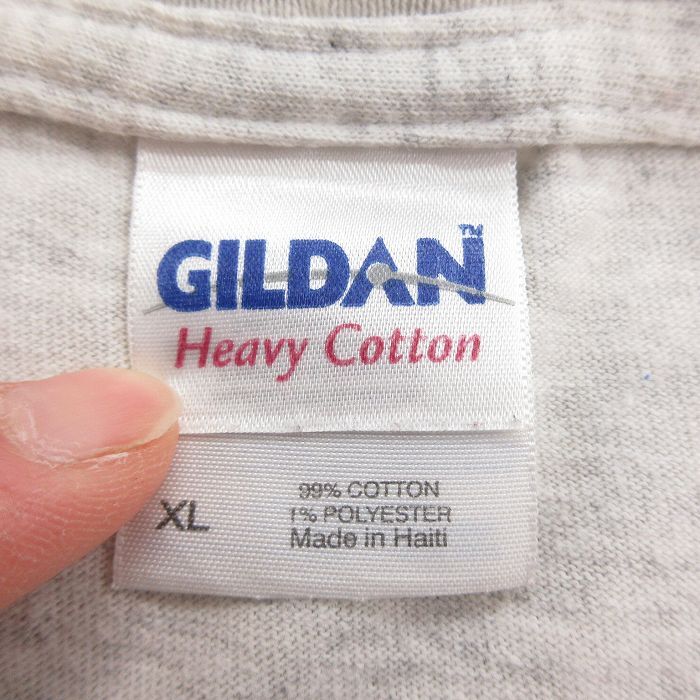 GILDAN™
Heavy Cotton
XL
99% COTTON
1% POLYESTER
Made in Haiti